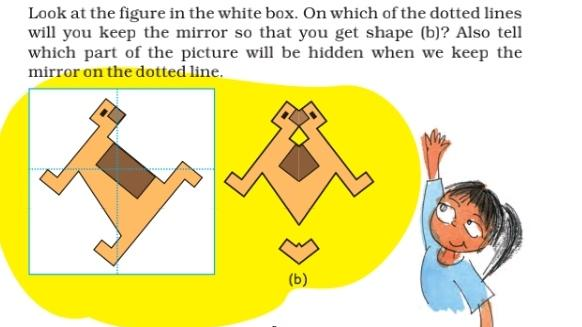 Look at the figure in the white box. On which of the dotted lines
will you keep the mirror so that you get shape (b)? Also tell
which part of the picture will be hidden when we keep the
mirror on the dotted line.
(b)